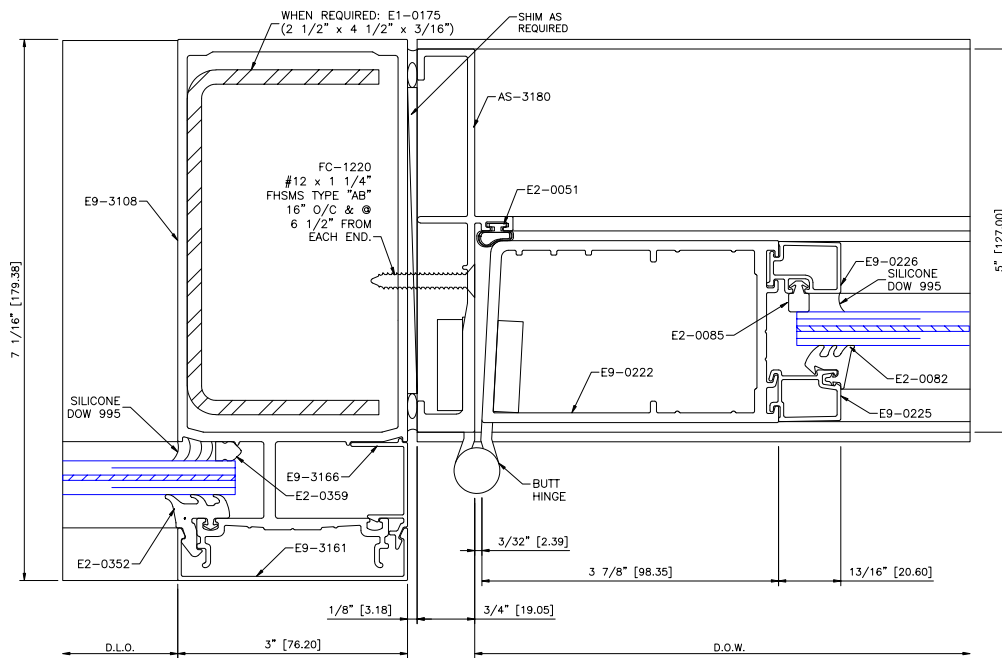 WHEN REQUIRED: E1-0175
(2 1/2" x 4 1/2" x 3/16")
SHIM AS
REQUIRED
AS-3180
FC-1220
#12 x 1 1/4"
FHSMS TYPE "AB"
16" O/C & @
6 1/2" FROM
EACH END.
E2-0051
E9-3108
5" [127.00]
E9-0226
SILICONE
DOW 995
7 1/16" [179.38]
E2-0085
E9-0222
E2-0082
SILICONE
DOW 995
E9-0225
E9-3166
E2-0359
BUTT
HINGE
E2-0352
E9-3161
3/32" [2.39]
3 7/8" [98.35]
13/16" [20.60]
1/8" [3.18]
3/4" [19.05]
D.L.O.
3" [76.20]
D.O.W.